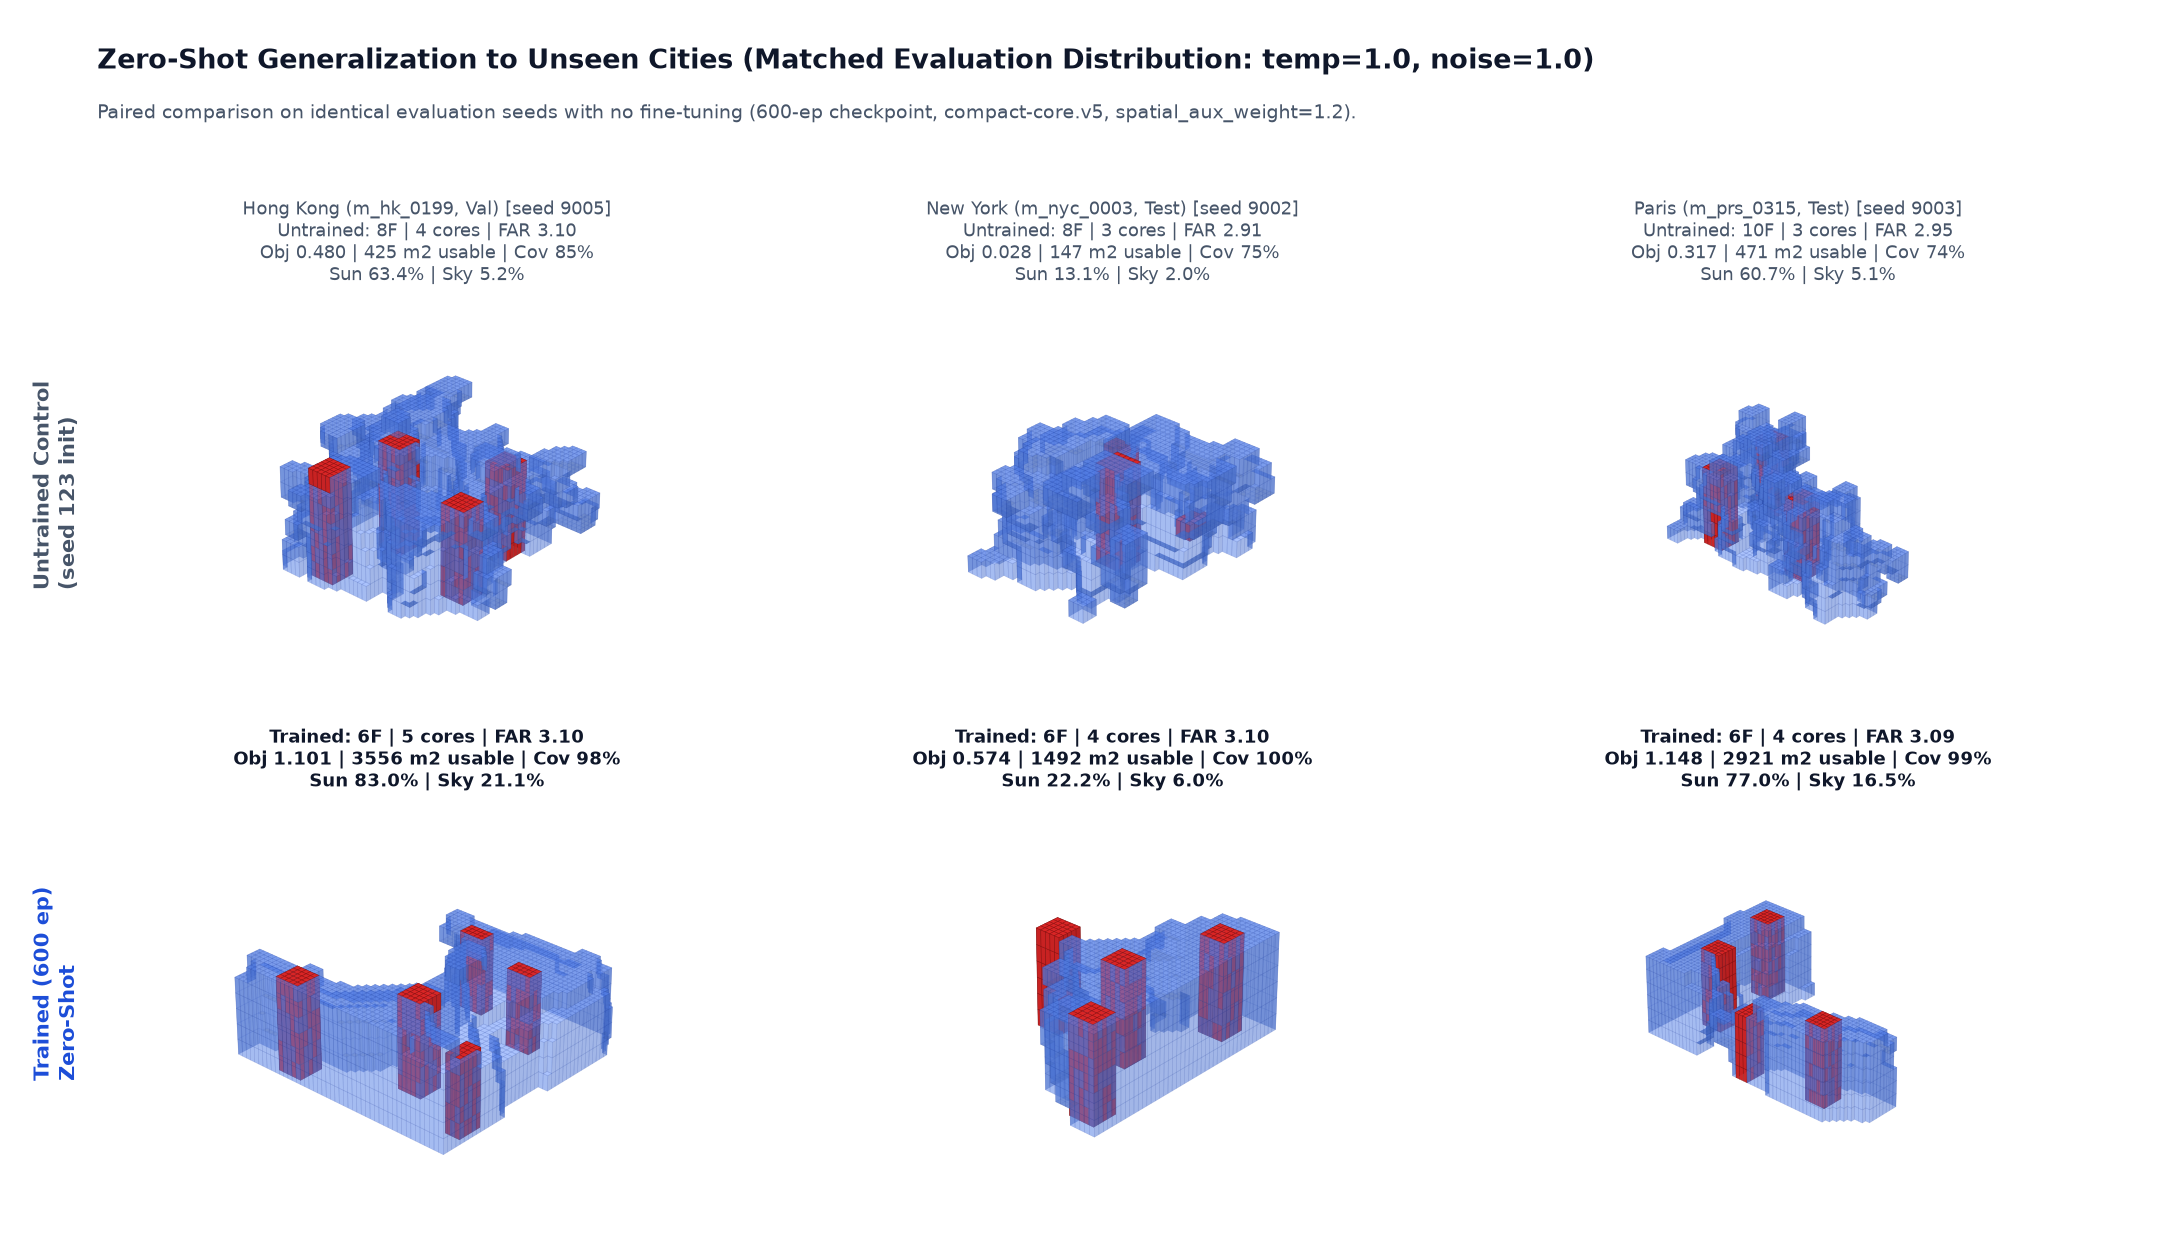 Zero-Shot Generalization to Unseen Cities (Matched Evaluation Distribution: temp=1.0, noise=1.0)
Paired comparison on identical evaluation seeds with no fine-tuning (600-ep checkpoint, compact-core.v5, spatial_aux_weight=1.2).
Hong Kong (m_hk_0199, Val) [seed 9005]
Untrained: 8F | 4 cores | FAR 3.10
Obj 0.480 | 425 m2 usable | Cov 85%
Sun 63.4% | Sky 5.2%
New York (m_nyc_0003, Test) [seed 9002]
Untrained: 8F | 3 cores | FAR 2.91
Obj 0.028 | 147 m2 usable | Cov 75%
Sun 13.1% | Sky 2.0%
Paris (m_prs_0315, Test) [seed 9003]
Untrained: 10F | 3 cores | FAR 2.95
Obj 0.317 | 471 m2 usable | Cov 74%
Sun 60.7% | Sky 5.1%
Untrained Control
(seed 123 init)
Trained: 6F | 5 cores | FAR 3.10
Obj 1.101 | 3556 m2 usable | Cov 98%
Sun 83.0% | Sky 21.1%
Trained: 6F | 4 cores | FAR 3.10
Obj 0.574 | 1492 m2 usable | Cov 100%
Sun 22.2% | Sky 6.0%
Trained: 6F | 4 cores | FAR 3.09
Obj 1.148 | 2921 m2 usable | Cov 99%
Sun 77.0% | Sky 16.5%
Trained (600 ep)
Zero-Shot